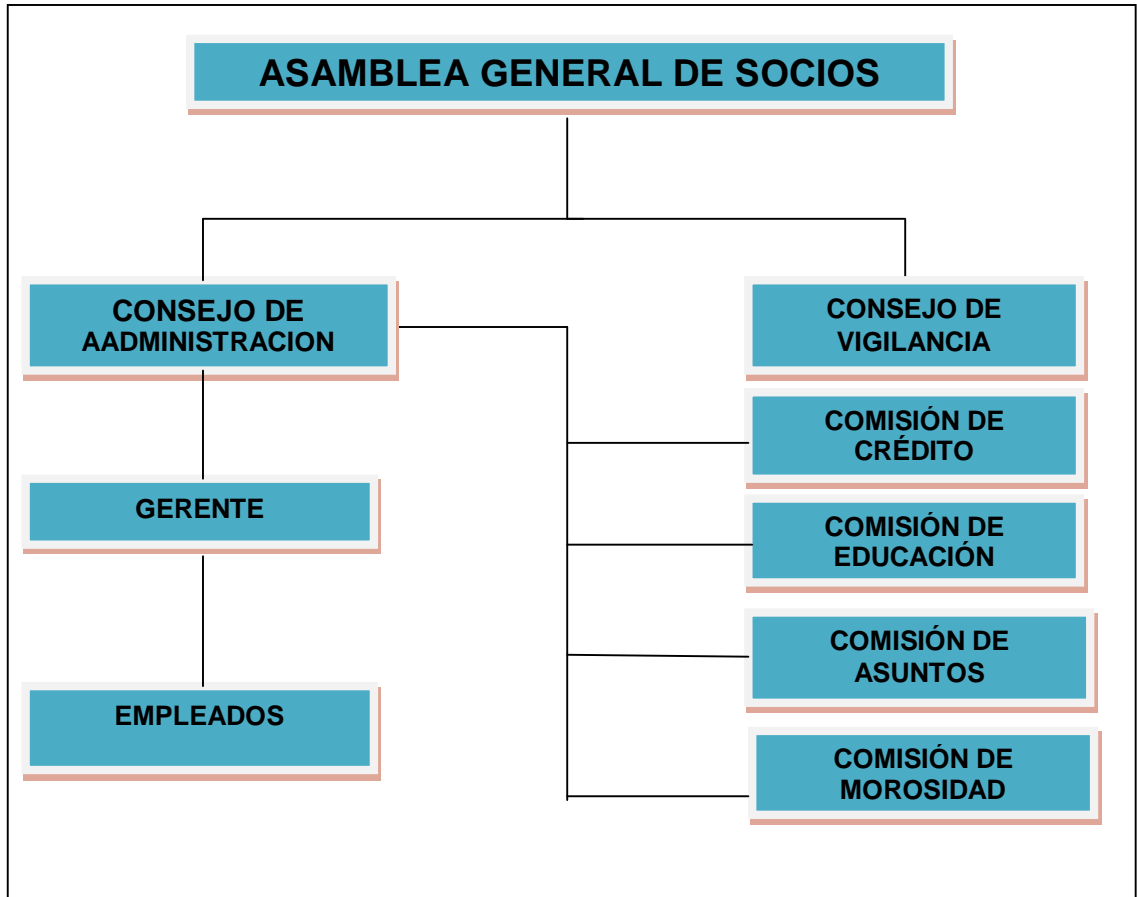 ASAMBLEA GENERAL DE SOCIOS
CONSEJO DE
AADMINISTRACION
CONSEJO DE
VIGILANCIA
COMISIÓN DE
CRÉDITO
GERENTE
COMISIÓN DE
EDUCACIÓN
COMISIÓN DE
ASUNTOS
EMPLEADOS
COMISIÓN DE
MOROSIDAD